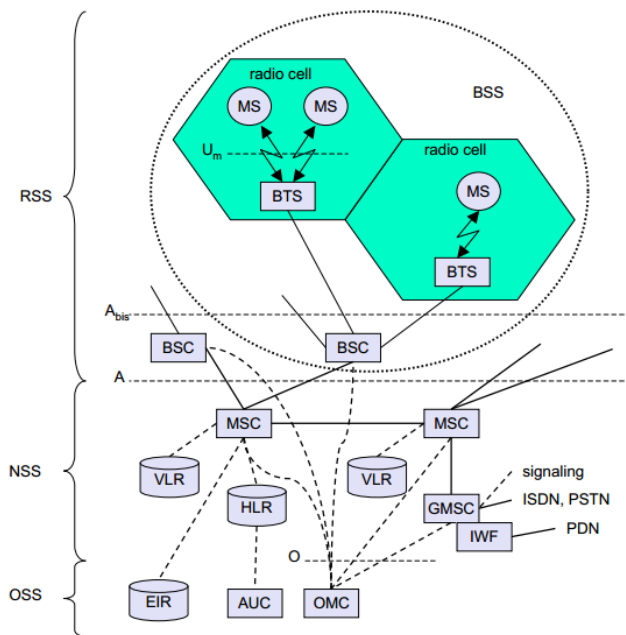 radio cell
BSS
MS
MS
radio cell
Um
MS
RSS
BTS
BTS
Abis
BSC
BSC
A
MSC
MSC
NSS
VLR
VLR
signaling
HLR
GMSC
ISDN, PSTN
IWF
PDN
O
OSS
EIR
AUC
OMC